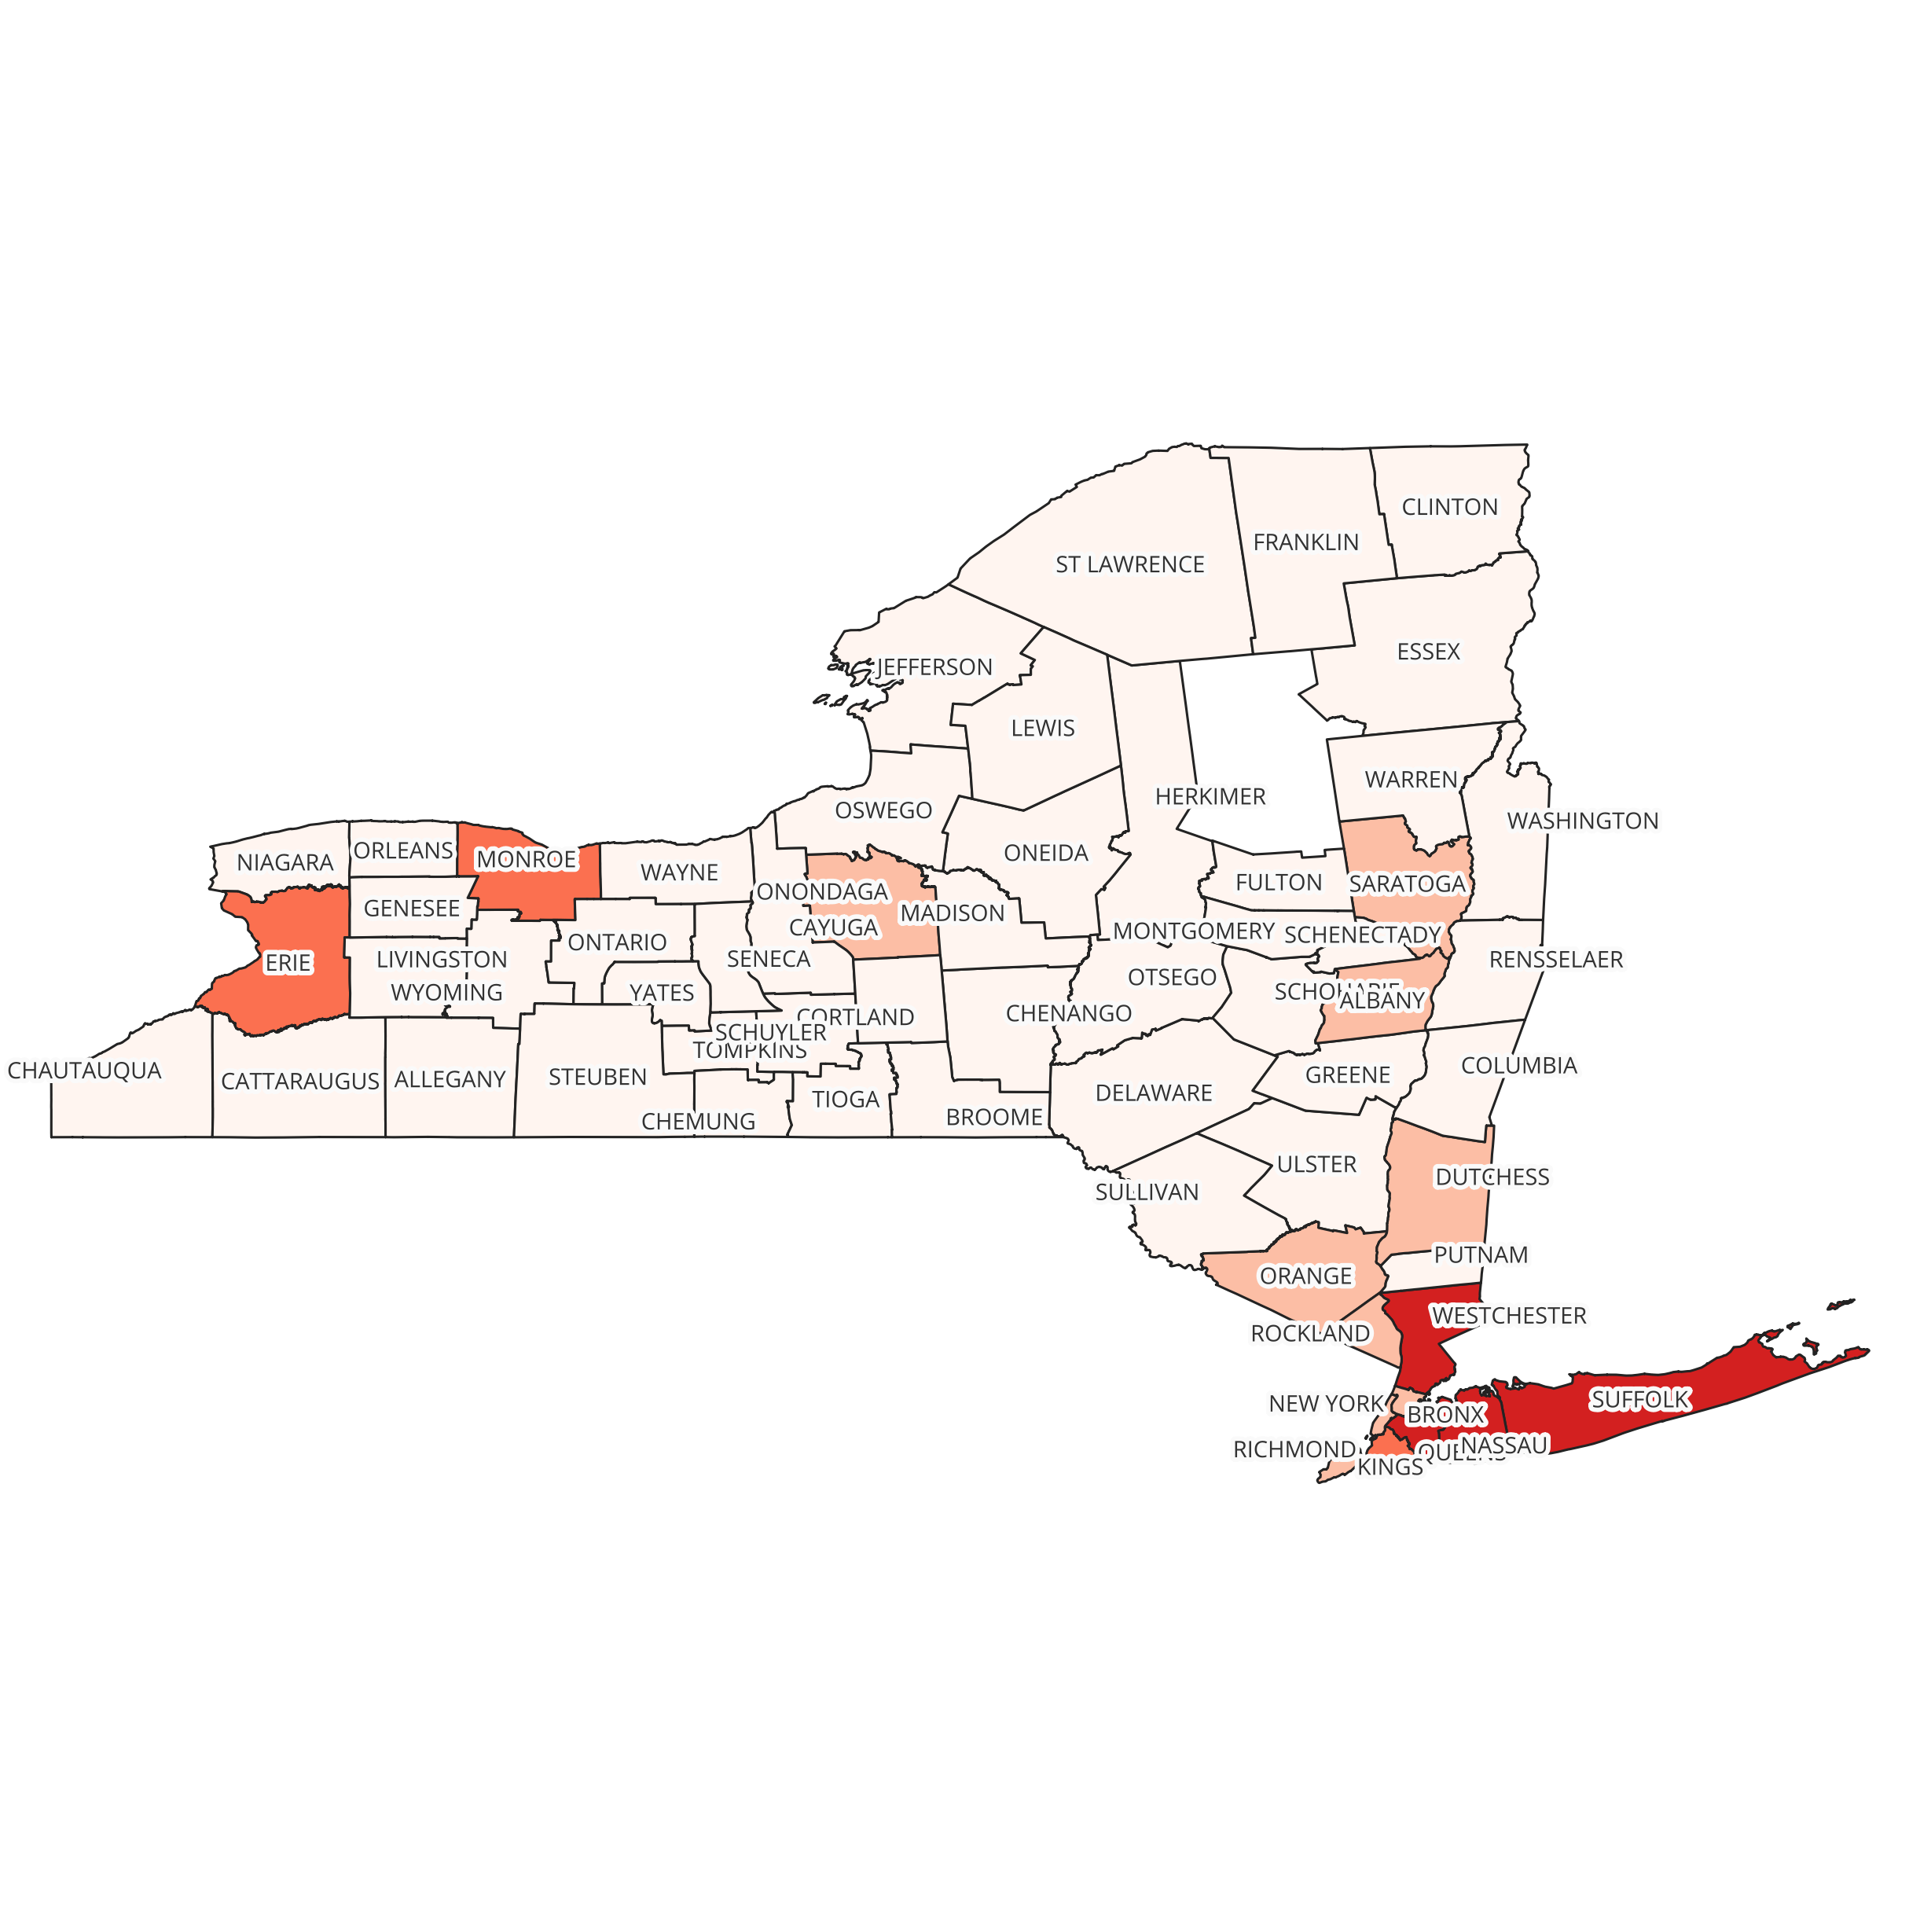 CLINTON
FRANKLIN
ST LAWRENCE
ESSEX
JEFFERSON
LEWIS
WARREN
HERKIMER
OSWEGO
WASHINGTON
ONEIDA
ORLEANS
MONROE
NIAGARA
WAYNE
FULTON
SARATOGA
ONONDAGA
GENESEE
MADISON
CAYUGA
MONTGOMERY
SCHENECTADY
ONTARIO
LIVINGSTON
SENECA
RENSSELAER
ERIE
OTSEGO
WYOMING
YATES
SCHOHARIE
ALBANY
CHENANGO
CORTLAND
SCHUYLER
TOMPKINS
COLUMBIA
CHAUTAUQUA
CATTARAUGUS
ALLEGANY
STEUBEN
GREENE
DELAWARE
TIOGA
BROOME
CHEMUNG
ULSTER
DUTCHESS
SULLIVAN
PUTNAM
ORANGE
WESTCHESTER
ROCKLAND
SUFFOLK
NEW YORK
BRONX
NASSAU
RICHMOND
QUEENS
KINGS